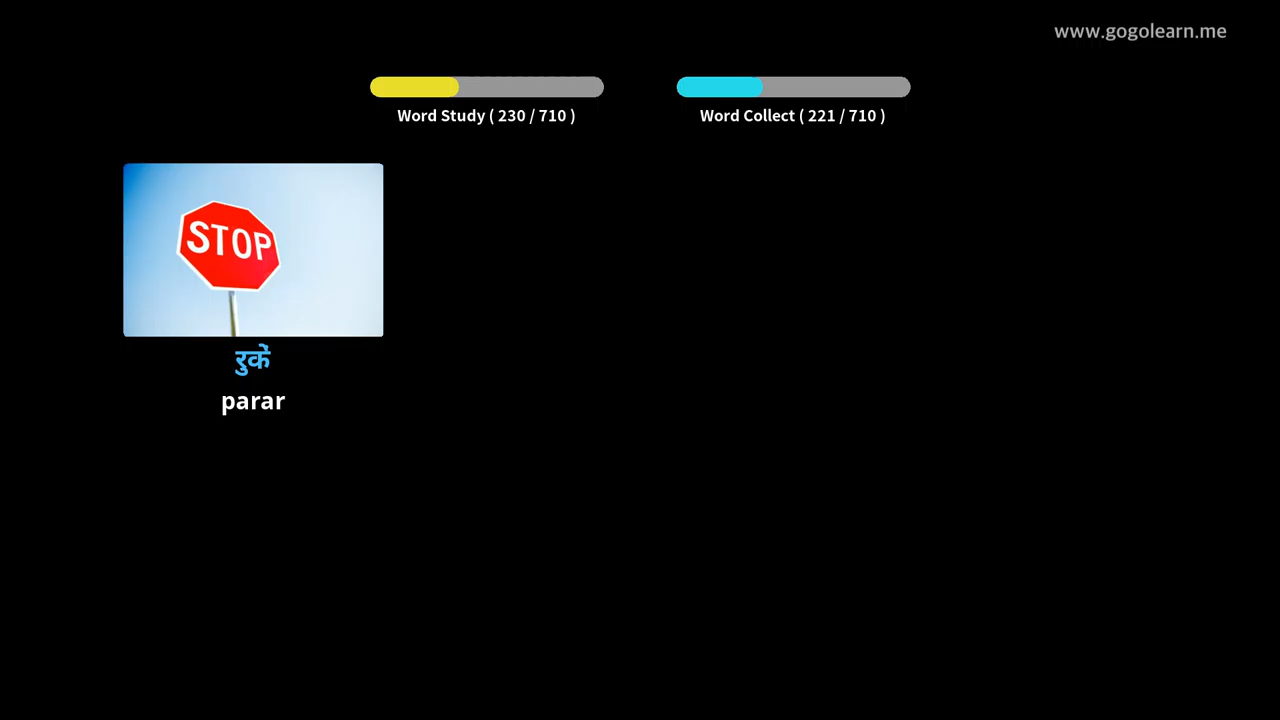 www.gogolearn.me
Word Study ( 230 / 710 )
Word Collect ( 221 / 710 )
STOP
रुकें
parar